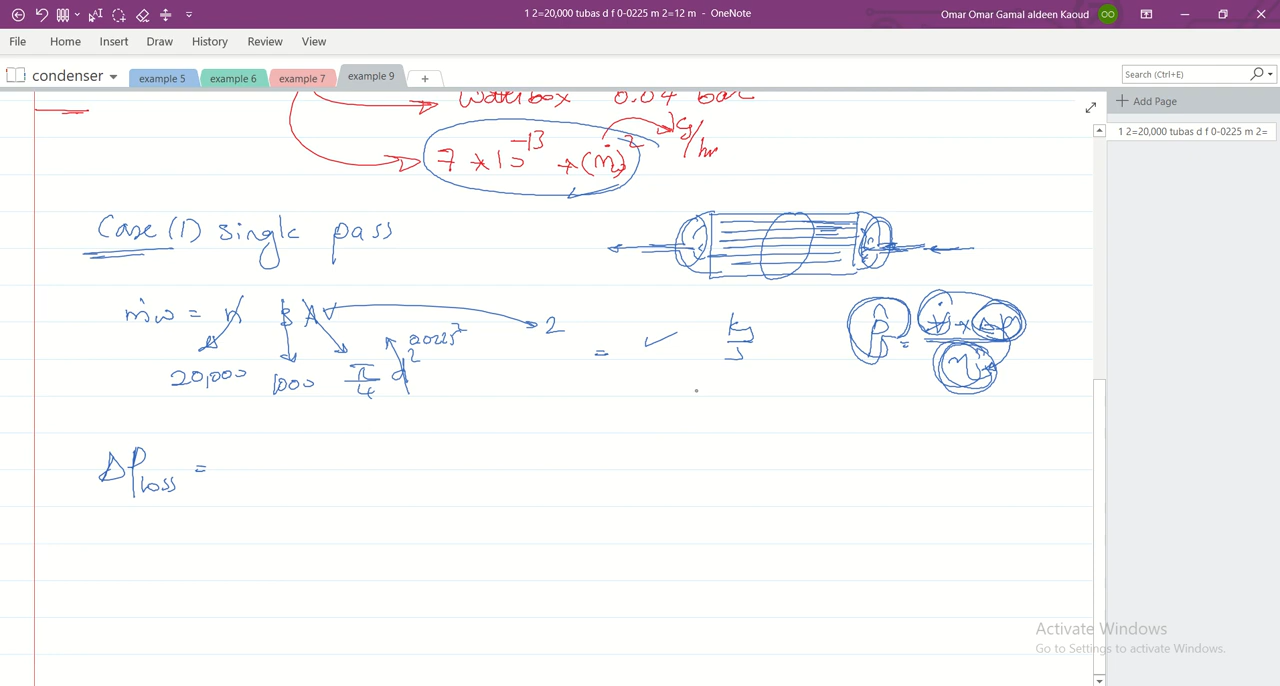 1 2=20,000 tubas d f 0-0225 m 2=12 m - OneNote
Omar Omar Gamal aldeen Kaoud
OO
File Home Insert Draw History Review View
condenser
example 5
example 6
example 7
example 9
+
Search (Ctrl+E)
+ Add Page
1 2=20,000 tubas d f 0-0225 m 2=
Waterbox 0.04 bar
7 * 10^-13 * (ṁ)^2 kg/hr
Case (1) single pass
ṁw = n ρ A V = ✓ kg/s
2
20,000 1000 π/4 d^2 0.0225
P = V̇ * ΔP / η
ΔPloss =
Activate Windows
Go to Settings to activate Windows.